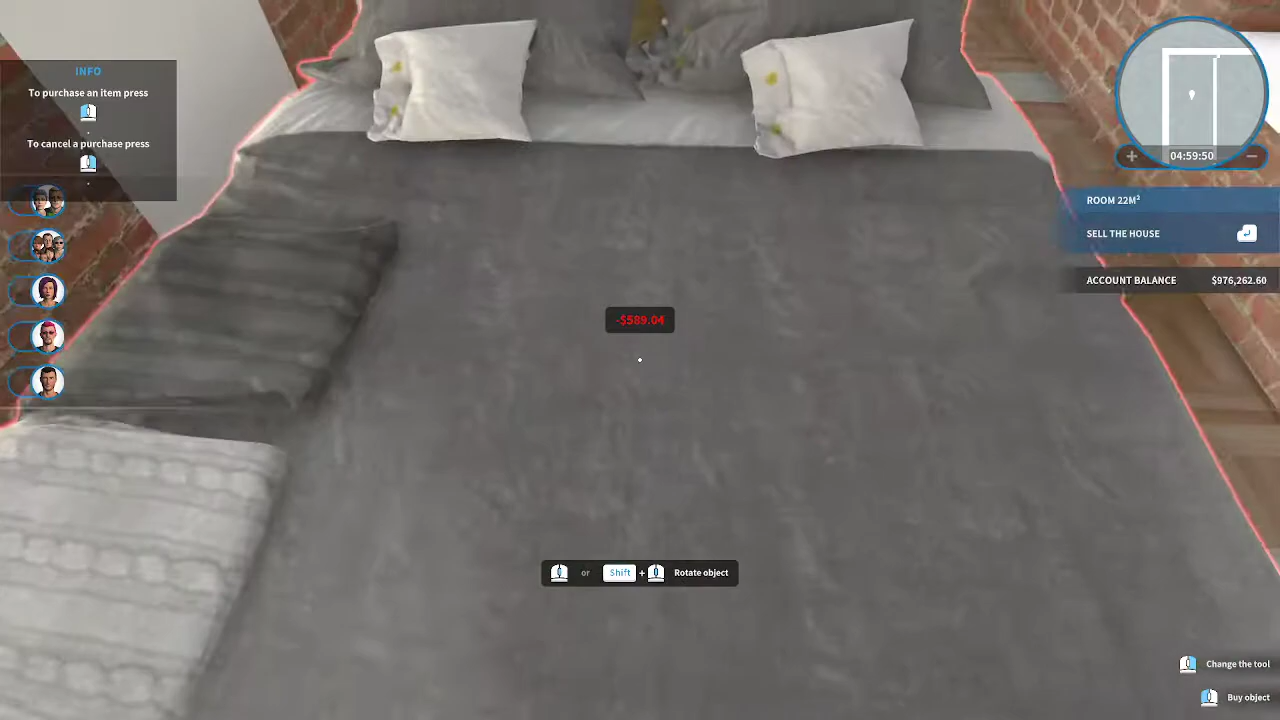 INFO
To purchase an item press
To cancel a purchase press
04:59:50
ROOM 22M²
SELL THE HOUSE
ACCOUNT BALANCE $976,262.60
-$589.04
or Shift + Rotate object
Change the tool
Buy object